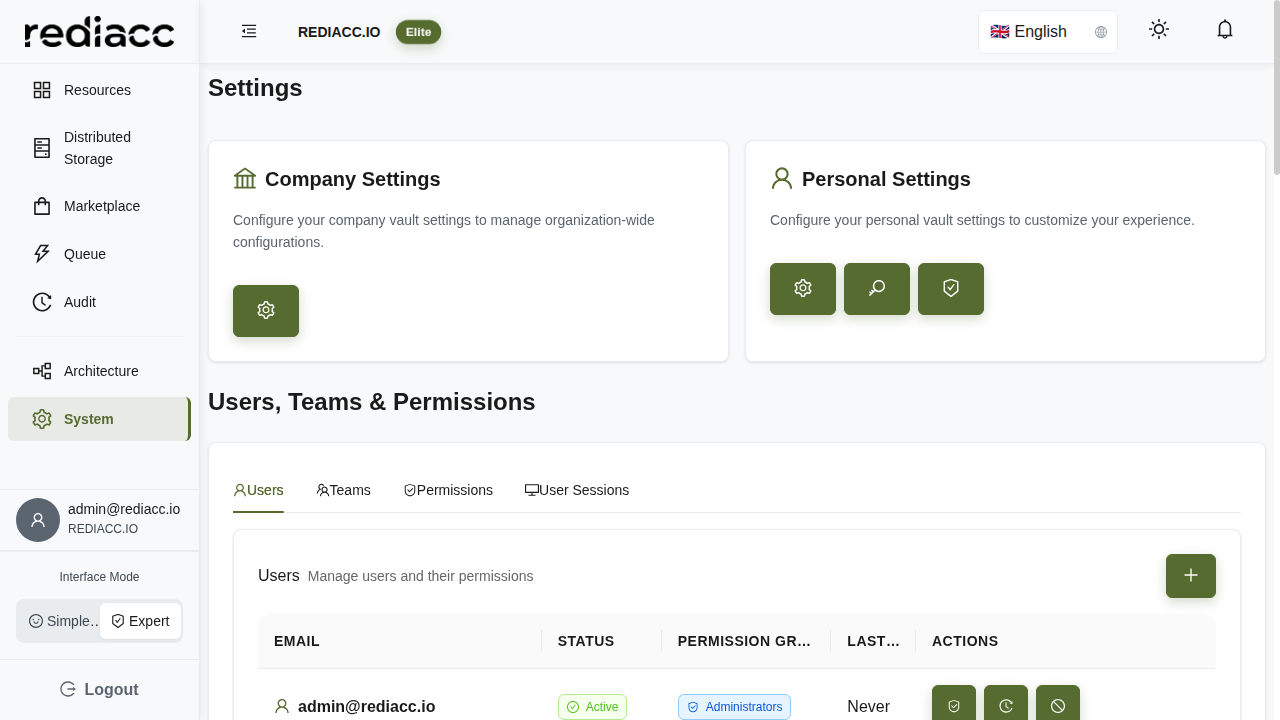 rediacc
REDIACC.IO
Elite
🇬🇧 English
Resources
Distributed
Storage
Marketplace
Queue
Audit
Architecture
System
admin@rediacc.io
REDIACC.IO
Interface Mode
Simple…
Expert
Logout
Settings
Company Settings
Configure your company vault settings to manage organization-wide
configurations.
Personal Settings
Configure your personal vault settings to customize your experience.
Users, Teams & Permissions
Users
Teams
Permissions
User Sessions
Users Manage users and their permissions
EMAIL STATUS PERMISSION GR… LAST… ACTIONS
admin@rediacc.io Active Administrators Never